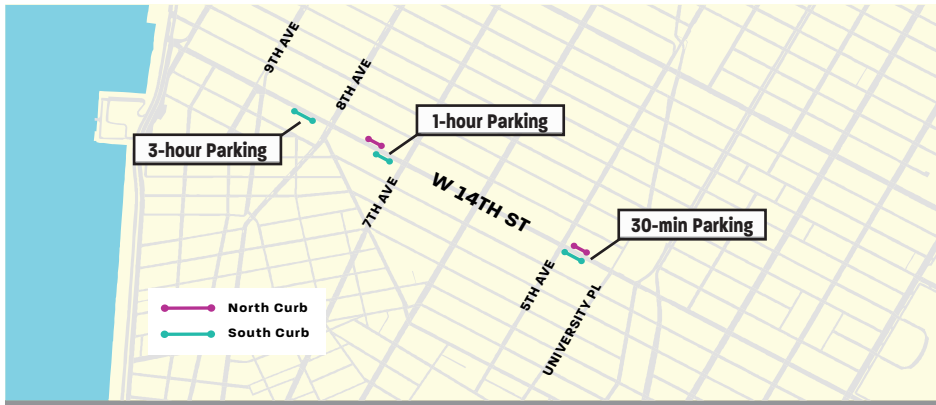 9TH AVE
8TH AVE
1-hour Parking
3-hour Parking
7TH AVE
W 14TH ST
30-min Parking
5TH AVE
UNIVERSITY PL
North Curb
South Curb